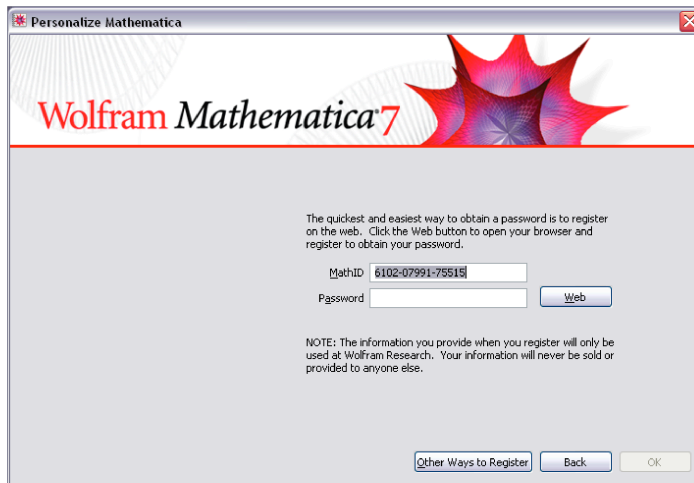 Personalize Mathematica
Wolfram Mathematica®7
The quickest and easiest way to obtain a password is to register
on the web.  Click the Web button to open your browser and
register to obtain your password.
MathID 6102-07991-75515
Password Web
NOTE: The information you provide when you register will only be
used at Wolfram Research.  Your information will never be sold or
provided to anyone else.
Other Ways to Register Back OK